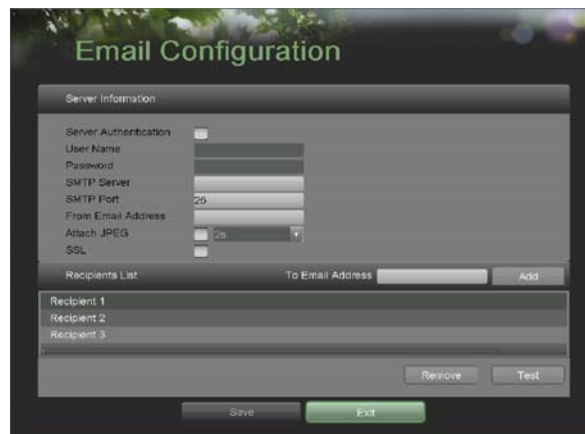 Email Configuration
Server Information
Server Authentication
User Name
Password
SMTP Server
SMTP Port 25
From Email Address
Attach JPEG 2s
SSL
Recipients List To Email Address Add
Recipient 1
Recipient 2
Recipient 3
Remove Test
Save Exit